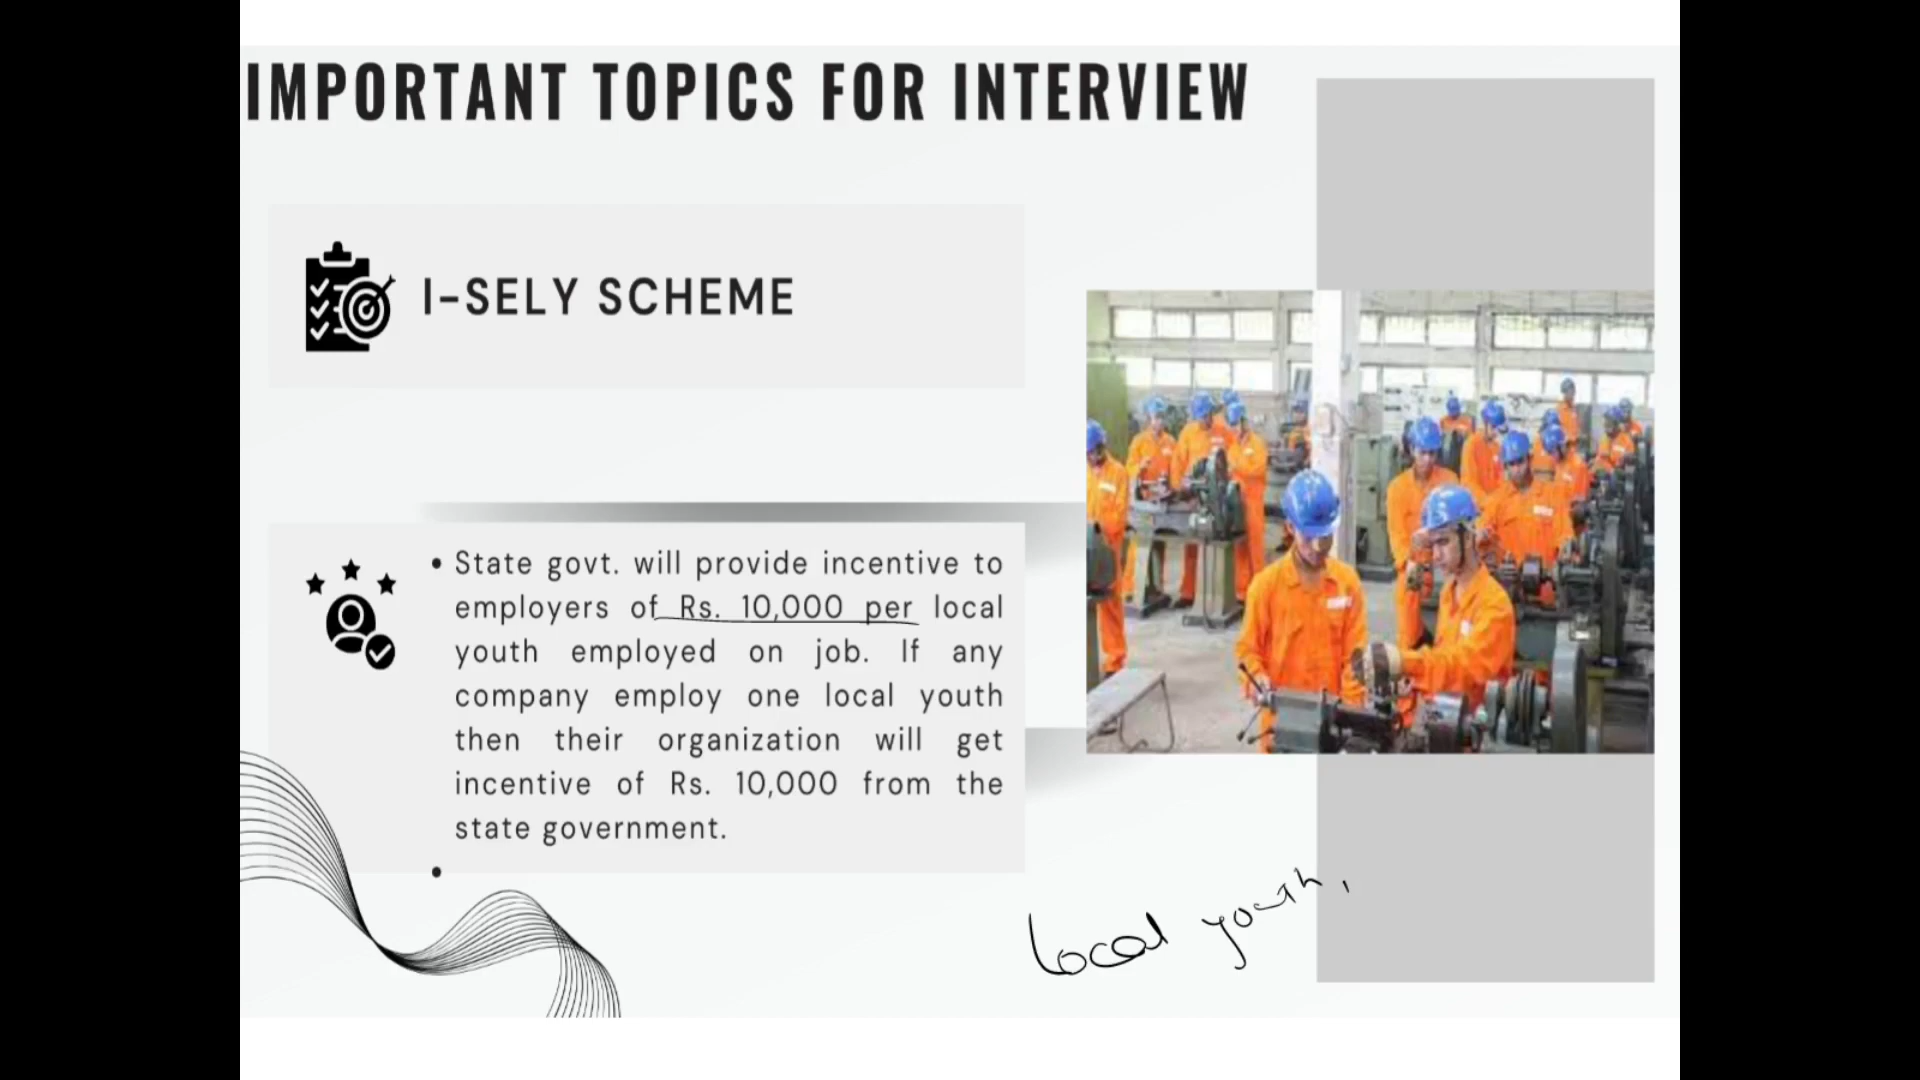 IMPORTANT TOPICS FOR INTERVIEW
I-SELY SCHEME
• State govt. will provide incentive to
employers of Rs. 10,000 per local
youth employed on job. If any
company employ one local youth
then their organization will get
incentive of Rs. 10,000 from the
state government.
•
Local youth,